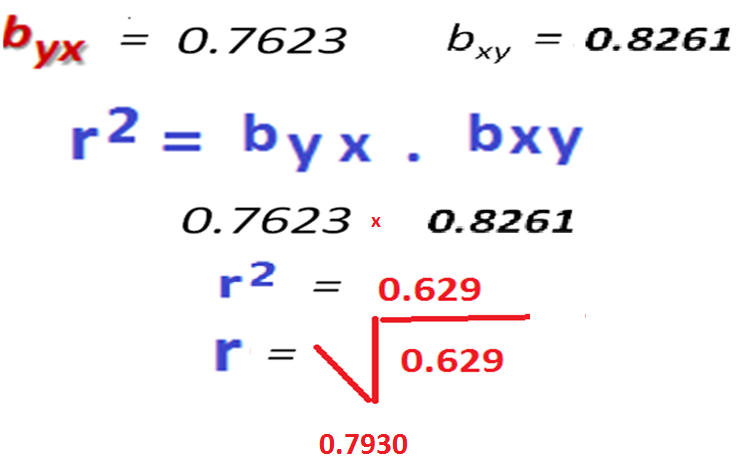 byx = 0.7623 bxy = 0.8261
r² = byx . bxy
0.7623 x 0.8261
r² = 0.629
r = √0.629
0.7930